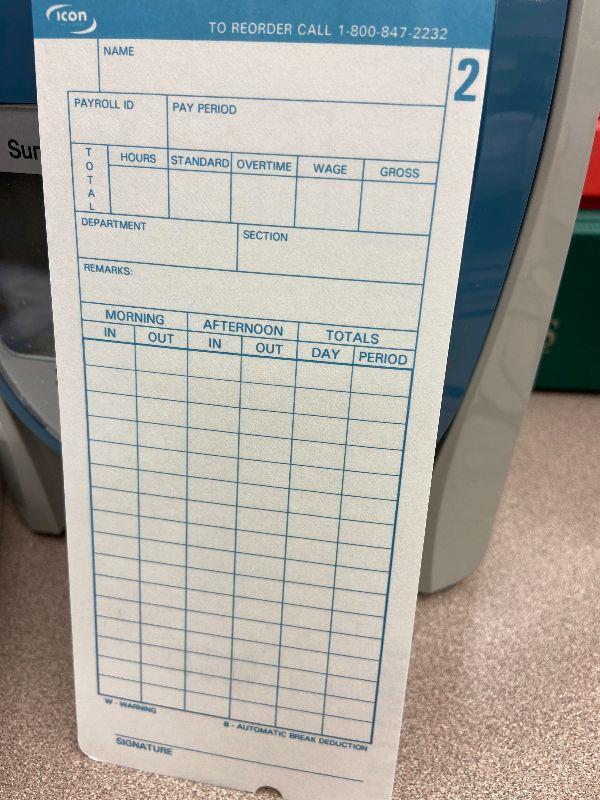 icon
TO REORDER CALL 1-800-847-2232
NAME
2
PAYROLL ID PAY PERIOD
TOTAL
HOURS STANDARD OVERTIME WAGE GROSS
DEPARTMENT
SECTION
REMARKS:
MORNING AFTERNOON TOTALS
IN OUT IN OUT DAY PERIOD
W - WARNING
B - AUTOMATIC BREAK DEDUCTION
SIGNATURE